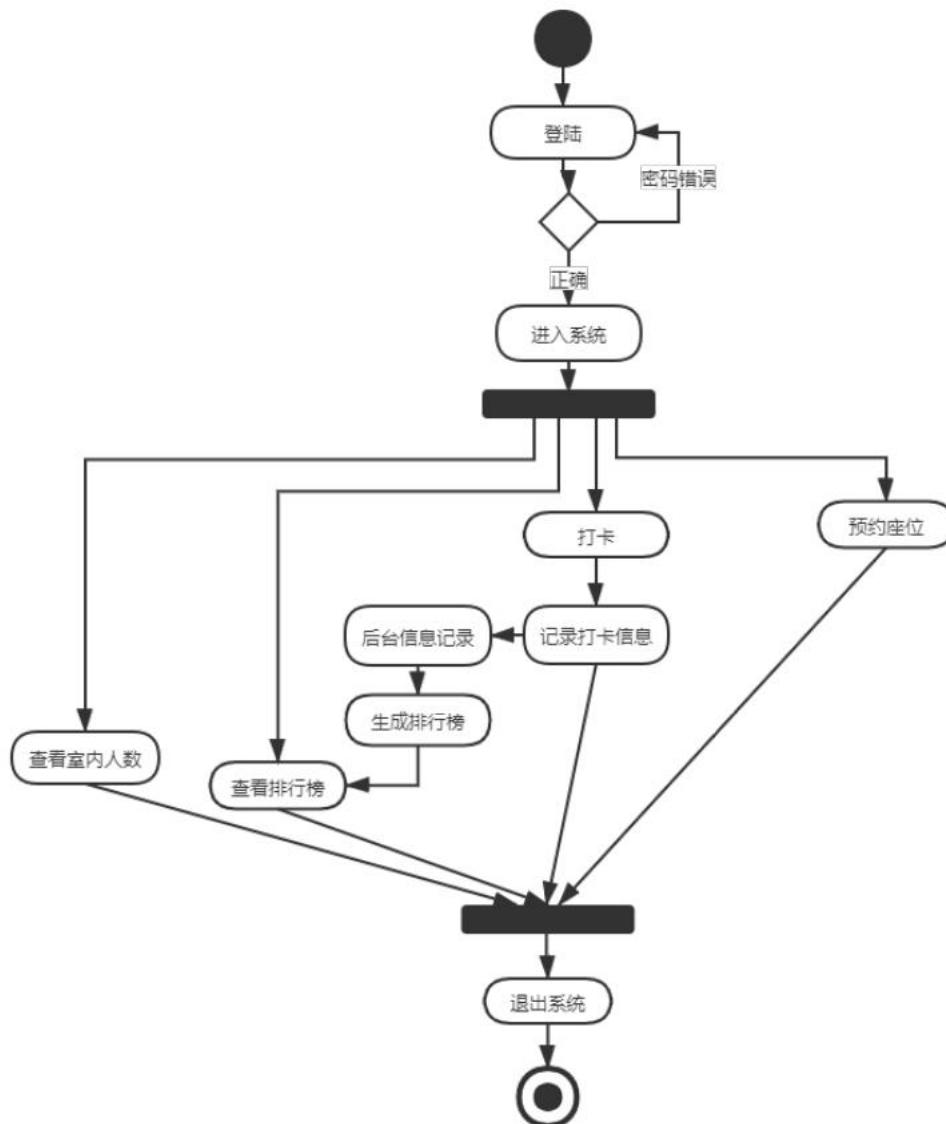 登陆
密码错误
正确
进入系统
打卡
预约座位
后台信息记录
记录打卡信息
生成排行榜
查看室内人数
查看排行榜
退出系统